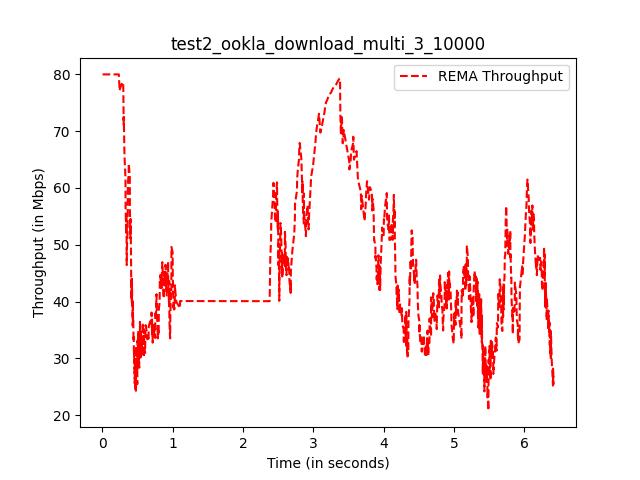 test2_ookla_download_multi_3_10000
REMA Throughput
Throughput (in Mbps)
80
70
60
50
40
30
20
0 1 2 3 4 5 6
Time (in seconds)